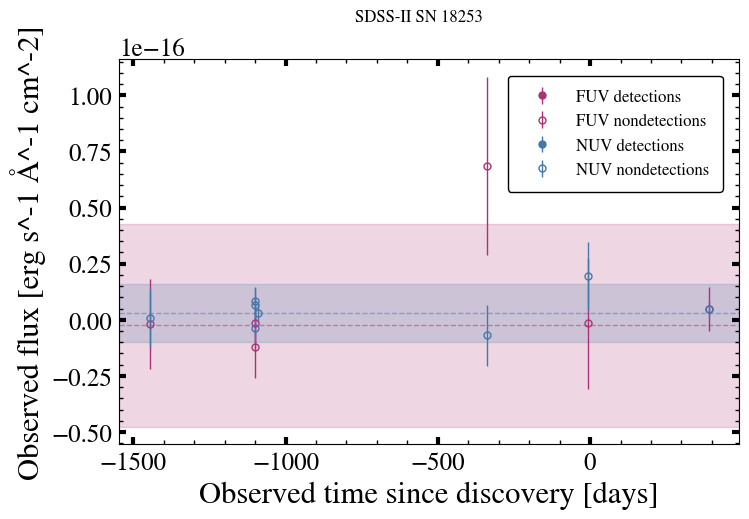 SDSS-II SN 18253
1e−16
Observed flux [erg s^-1 Å^-1 cm^-2]
1.00
0.75
0.50
0.25
0.00
−0.25
−0.50
FUV detections
FUV nondetections
NUV detections
NUV nondetections
−1500 −1000 −500 0
Observed time since discovery [days]